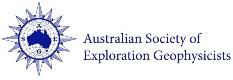 Australian Society of
Exploration Geophysicists